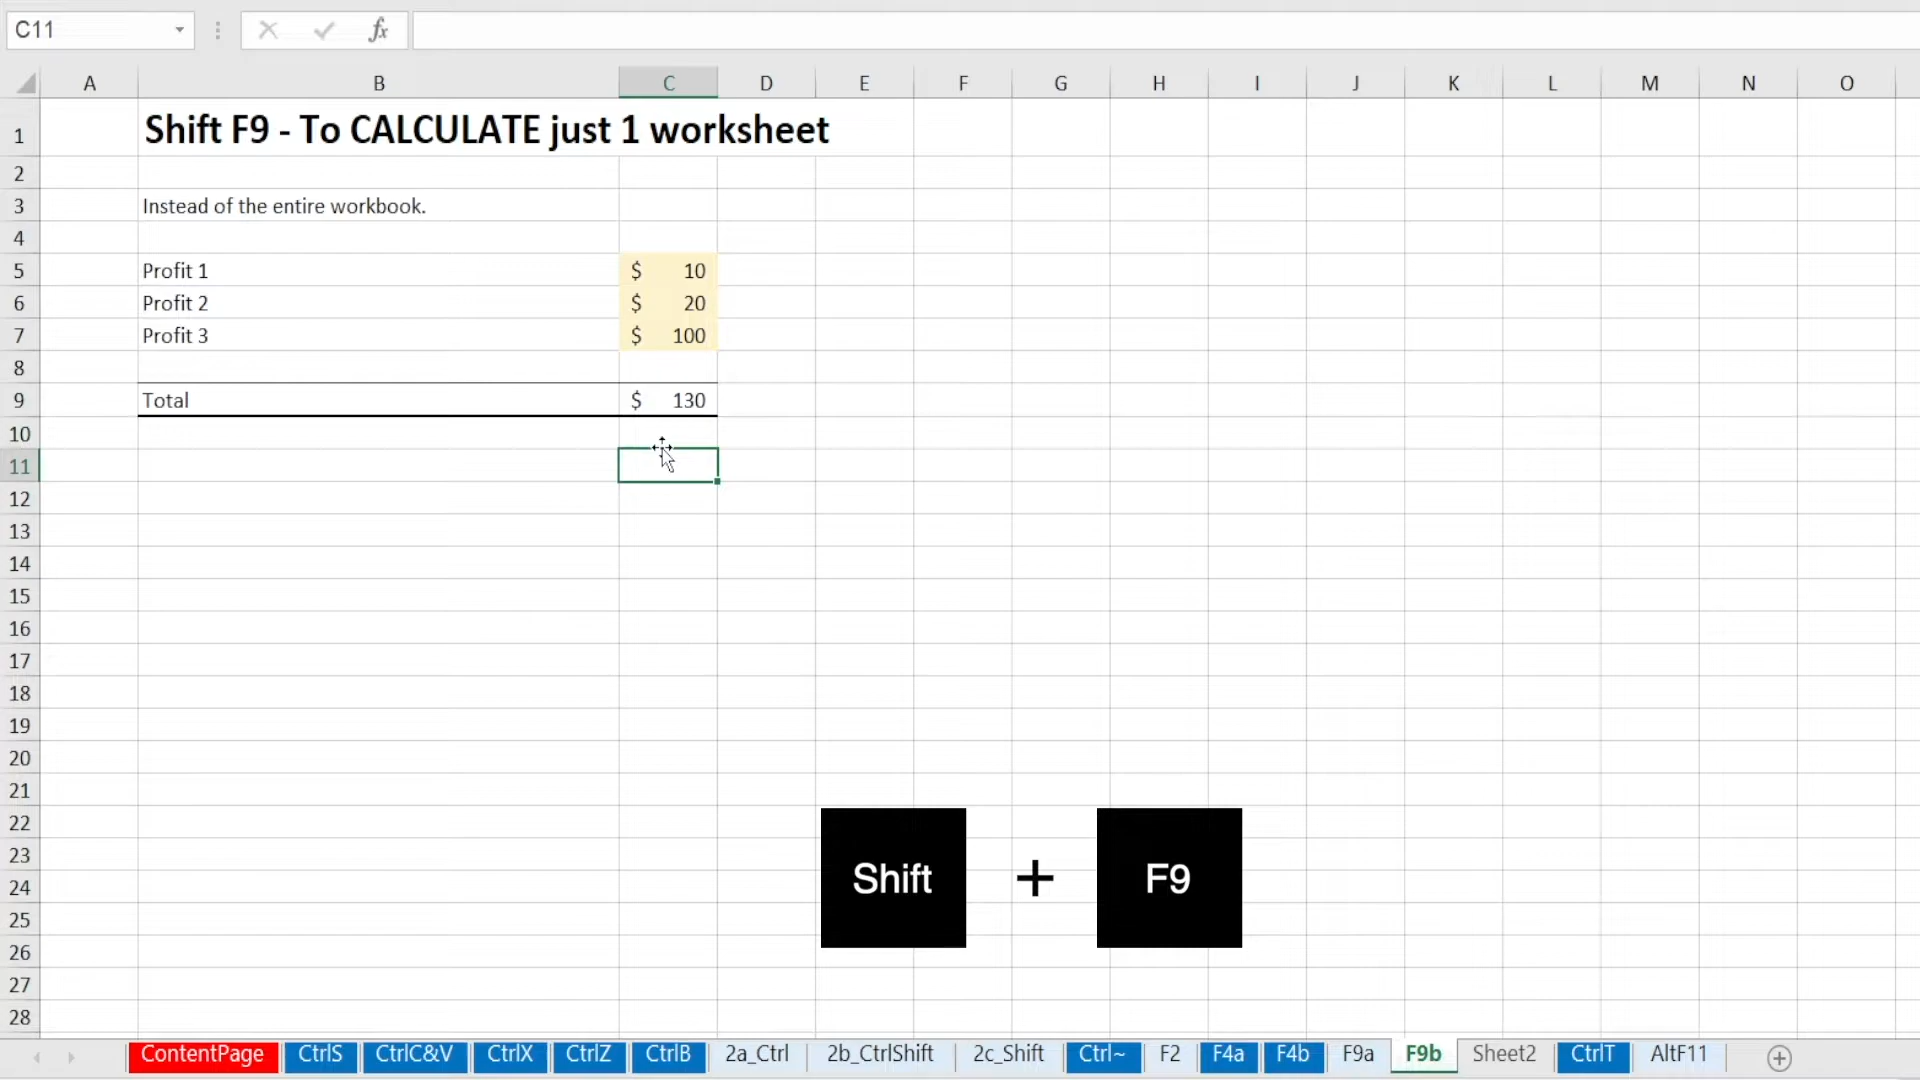 C11
fx
A B C D E F G H I J K L M N O
1 Shift F9 - To CALCULATE just 1 worksheet
2
3 Instead of the entire workbook.
4
5 Profit 1 $ 10
6 Profit 2 $ 20
7 Profit 3 $ 100
8
9 Total $ 130
10
11
12
13
14
15
16
17
18
19
20
21
22
23
24
25
26
27
28
Shift + F9
ContentPage CtrlS CtrlC&V CtrlX CtrlZ CtrlB 2a_Ctrl 2b_CtrlShift 2c_Shift Ctrl~ F2 F4a F4b F9a F9b Sheet2 CtrlT AltF11